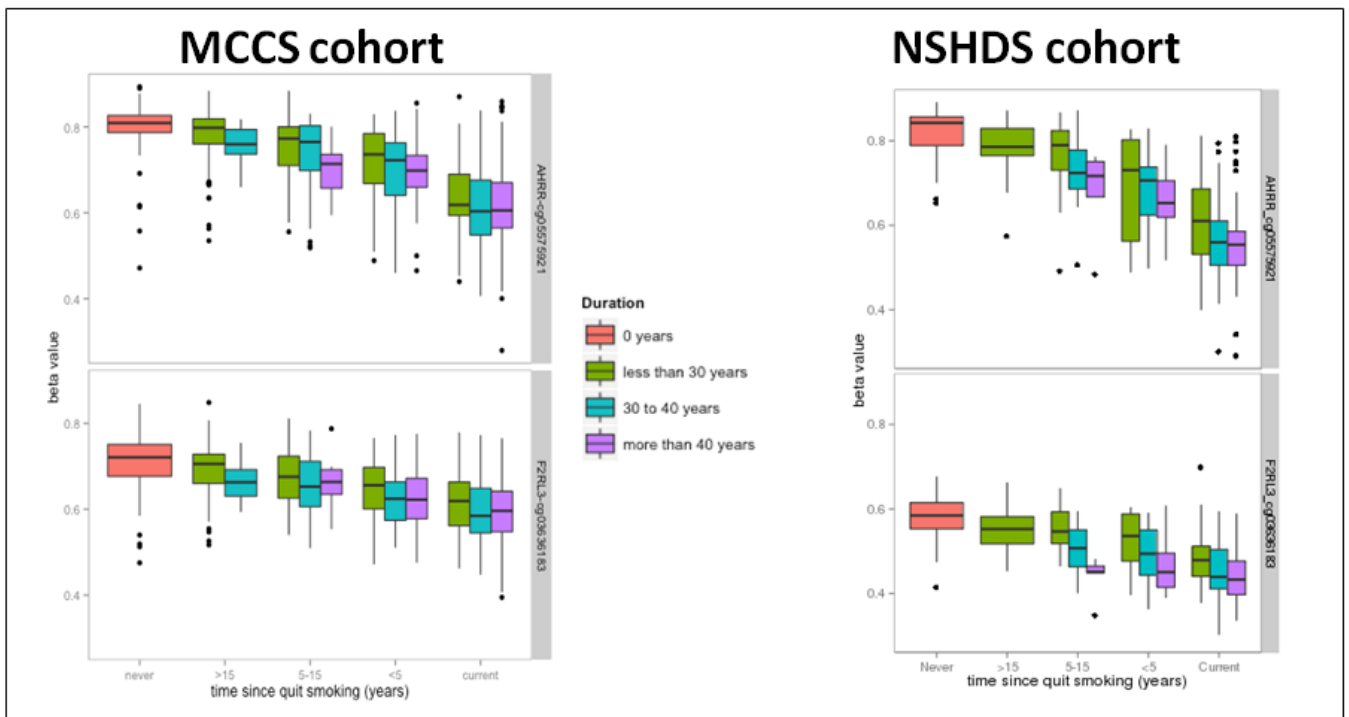 MCCS cohort
NSHDS cohort
0.8
0.6
0.4
AHRR-cg05575921
0.8
0.6
0.4
F2RL3-cg03636183
beta value
never
>15
5-15
<5
current
time since quit smoking (years)
Duration
0 years
less than 30 years
30 to 40 years
more than 40 years
0.8
0.6
0.4
AHRR_cg05575921
0.8
0.6
0.4
F2RL3_cg03636183
beta value
Never
>15
5-15
<5
Current
time since quit smoking (years)